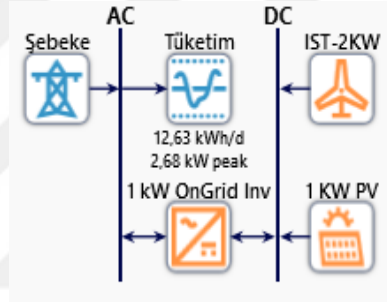 AC
DC
Şebeke
Tüketim
IST-2KW
12,63 kWh/d
2,68 kW peak
1 kW OnGrid Inv
1 KW PV